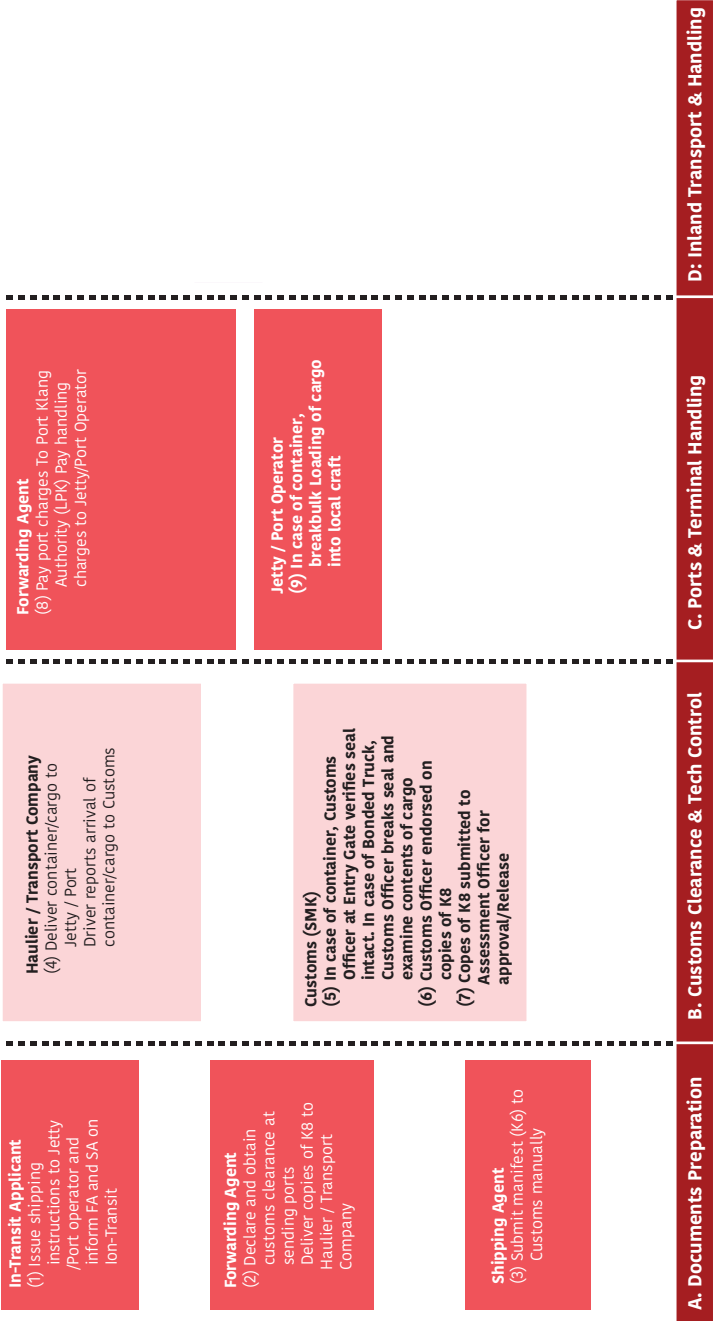 In-Transit Applicant
(1) Issue shipping
instructions to Jetty
/Port operator and
inform FA and SA on
Ion-Transit
Forwarding Agent
(2) Declare and obtain
customs clearance at
sending ports
Deliver copies of K8 to
Haulier / Transport
Company
Shipping Agent
(3) Submit manifest (K6) to
Customs manually
A. Documents Preparation
Haulier / Transport Company
(4) Deliver container/cargo to
Jetty / Port
Driver reports arrival of
container/cargo to Customs
Customs (SMK)
(5) In case of container, Customs
Officer at Entry Gate verifies seal
intact. In case of Bonded Truck,
Customs Officer breaks seal and
examine contents of cargo
(6) Customs Officer endorsed on
copies of K8
(7) Copes of K8 submitted to
Assessment Officer for
approval/Release
B. Customs Clearance & Tech Control
Forwarding Agent
(8) Pay port charges To Port Klang
Authority (LPK) Pay handling
charges to Jetty/Port Operator
Jetty / Port Operator
(9) In case of container,
breakbulk Loading of cargo
into local craft
C. Ports & Terminal Handling
D: Inland Transport & Handling